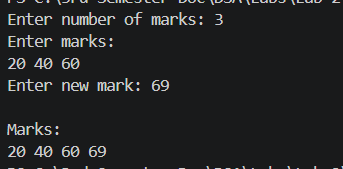 Enter number of marks: 3
Enter marks:
20 40 60
Enter new mark: 69
Marks:
20 40 60 69